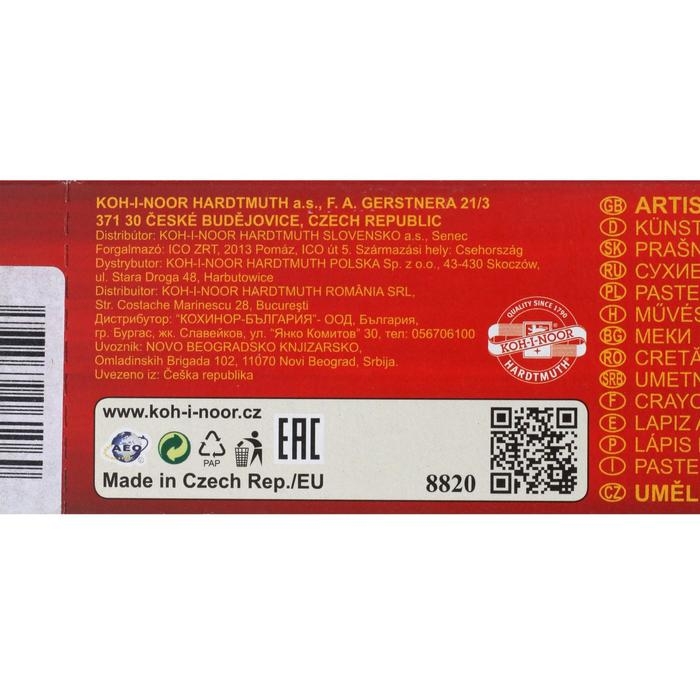 KOH-I-NOOR HARDTMUTH a.s., F. A. GERSTNERA 21/3
371 30 ČESKÉ BUDĚJOVICE, CZECH REPUBLIC
Distribútor: KOH-I-NOOR HARDTMUTH SLOVENSKO a.s., Senec
Forgalmazó: ICO ZRT, 2013 Pomáz, ICO út 5. Származási hely: Csehország
Dystrybutor: KOH-I-NOOR HARDTMUTH POLSKA Sp. z o.o., 43-430 Skoczów,
ul. Stara Droga 48, Harbutowice
Distribuitor: KOH-I-NOOR HARDTMUTH ROMÂNIA SRL,
Str. Costache Marinescu 28, Bucureşti
Дистрибутор: "КОХИНОР-БЪЛГАРИЯ"- ООД, България,
гр. Бургас, жк. Славейков, ул. "Янко Комитов" 30, тел: 056706100
Uvoznik: NOVO BEOGRADSKO KNJIZARSKO,
Omladinskih Brigada 102, 11070 Novi Beograd, Srbija.
Uvezeno iz: Češka republika
QUALITY SINCE 1790
KOH-I-NOOR
HARDTMUTH
www.koh-i-noor.cz
AEO
PAP
EAC
Made in Czech Rep./EU
8820
GB ARTIS
D KÜNST
SK PRAŠN
RU СУХИЕ
PL PASTE
H MŰVÉS
BG МЕКИ
RO CRETĂ
SRB UMETN
F CRAYO
E LAPIZ
P LÁPIS
I PASTE
CZ UMĚL